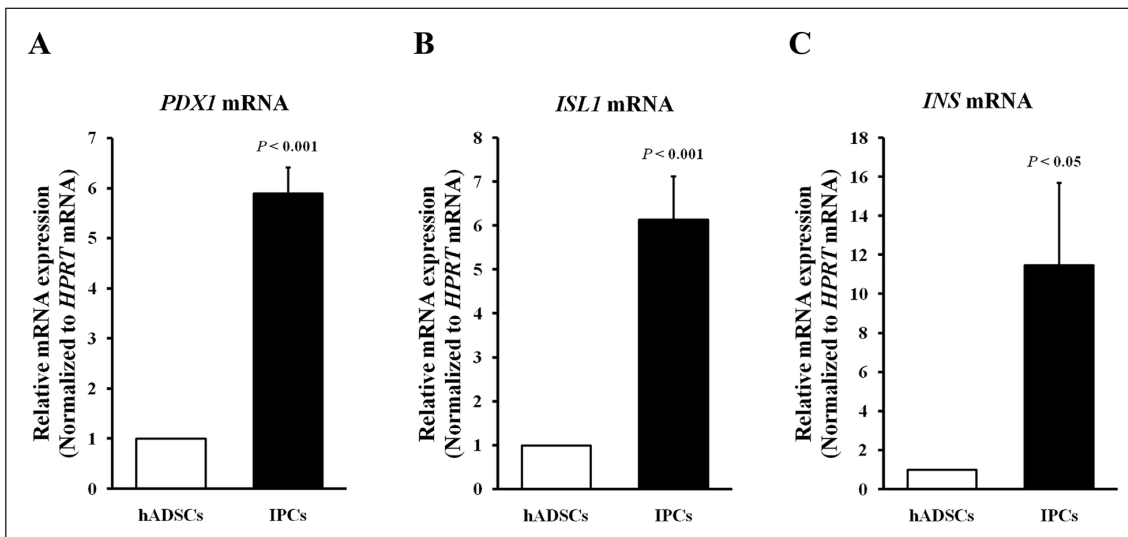 A
PDX1 mRNA
Relative mRNA expression
(Normalized to HPRT mRNA)
7
6
5
4
3
2
1
0
P < 0.001
hADSCs IPCs
B
ISL1 mRNA
Relative mRNA expression
(Normalized to HPRT mRNA)
8
7
6
5
4
3
2
1
0
P < 0.001
hADSCs IPCs
C
INS mRNA
Relative mRNA expression
(Normalized to HPRT mRNA)
18
16
14
12
10
8
6
4
2
0
P < 0.05
hADSCs IPCs